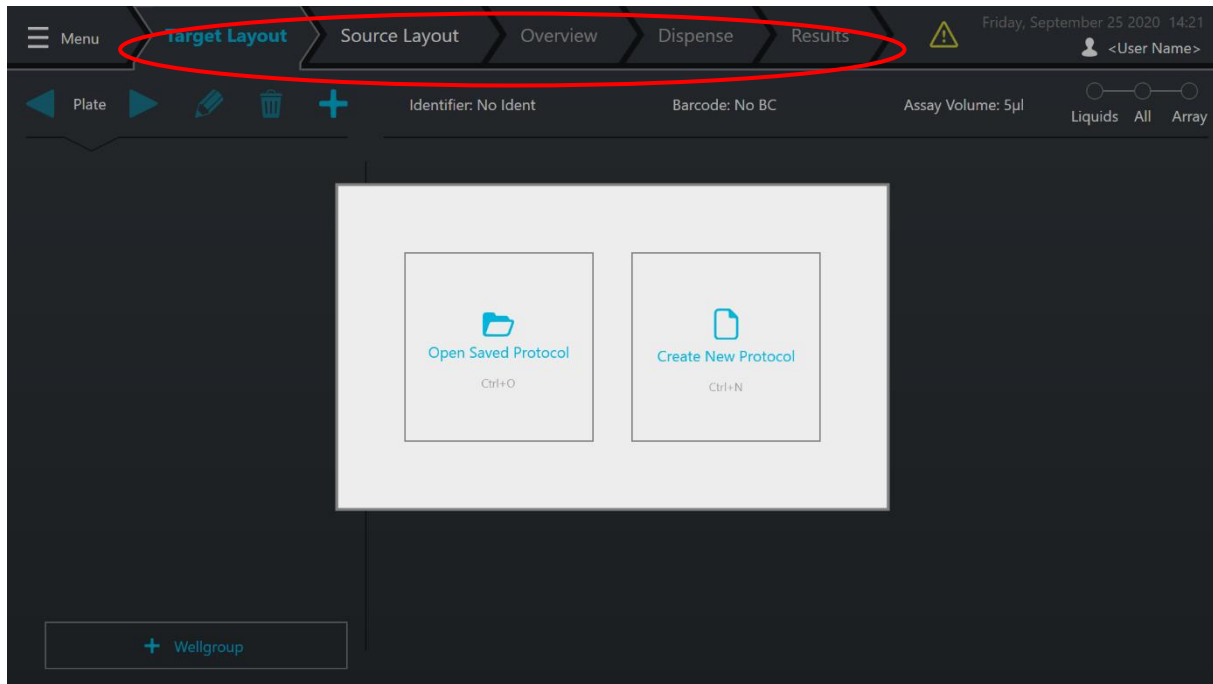 Menu
Target Layout
Source Layout
Overview
Dispense
Results
Friday, September 25 2020 14:21
<User Name>
Plate
Identifier: No Ident
Barcode: No BC
Assay Volume: 5µl
Liquids All Array
Open Saved Protocol
Ctrl+O
Create New Protocol
Ctrl+N
Wellgroup